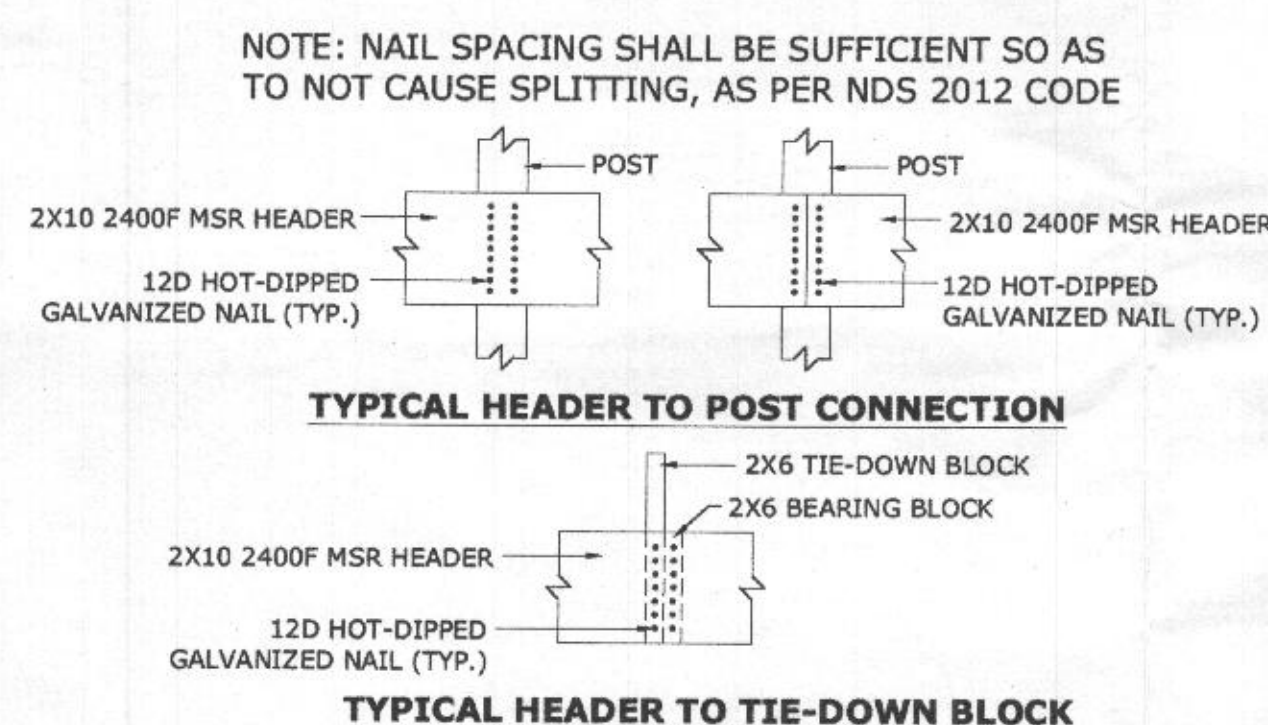 NOTE: NAIL SPACING SHALL BE SUFFICIENT SO AS
TO NOT CAUSE SPLITTING, AS PER NDS 2012 CODE
POST
POST
2X10 2400F MSR HEADER
2X10 2400F MSR HEADER
12D HOT-DIPPED
GALVANIZED NAIL (TYP.)
12D HOT-DIPPED
GALVANIZED NAIL (TYP.)
TYPICAL HEADER TO POST CONNECTION
2X6 TIE-DOWN BLOCK
2X6 BEARING BLOCK
2X10 2400F MSR HEADER
12D HOT-DIPPED
GALVANIZED NAIL (TYP.)
TYPICAL HEADER TO TIE-DOWN BLOCK